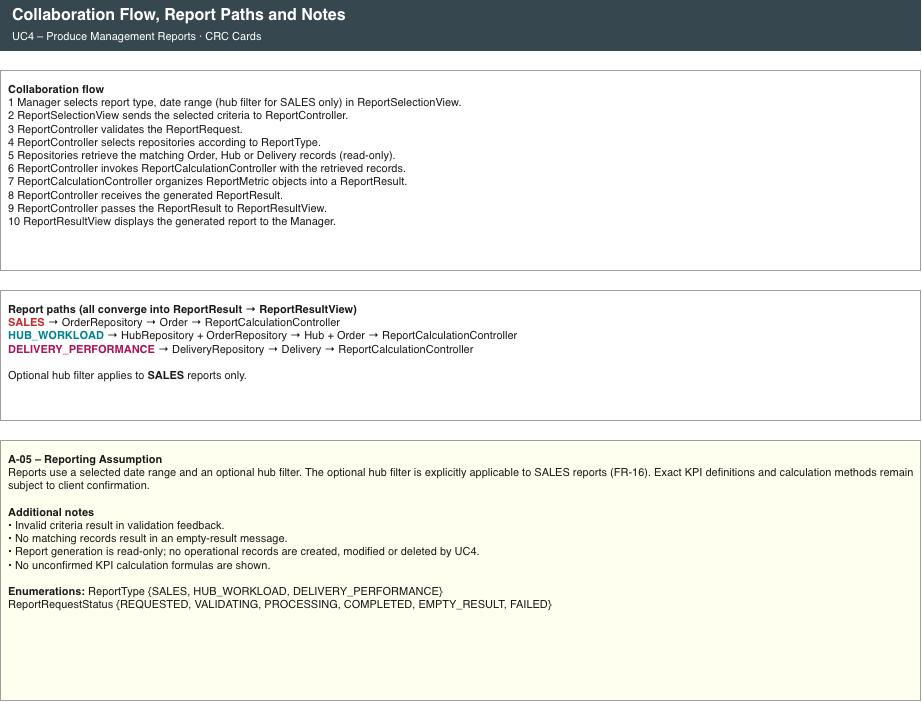 Collaboration Flow, Report Paths and Notes
UC4 – Produce Management Reports · CRC Cards
Collaboration flow
1 Manager selects report type, date range (hub filter for SALES only) in ReportSelectionView.
2 ReportSelectionView sends the selected criteria to ReportController.
3 ReportController validates the ReportRequest.
4 ReportController selects repositories according to ReportType.
5 Repositories retrieve the matching Order, Hub or Delivery records (read-only).
6 ReportController invokes ReportCalculationController with the retrieved records.
7 ReportCalculationController organizes ReportMetric objects into a ReportResult.
8 ReportController receives the generated ReportResult.
9 ReportController passes the ReportResult to ReportResultView.
10 ReportResultView displays the generated report to the Manager.
Report paths (all converge into ReportResult → ReportResultView)
SALES → OrderRepository → Order → ReportCalculationController
HUB_WORKLOAD → HubRepository + OrderRepository → Hub + Order → ReportCalculationController
DELIVERY_PERFORMANCE → DeliveryRepository → Delivery → ReportCalculationController
Optional hub filter applies to SALES reports only.
A-05 – Reporting Assumption
Reports use a selected date range and an optional hub filter. The optional hub filter is explicitly applicable to SALES reports (FR-16). Exact KPI definitions and calculation methods remain
subject to client confirmation.
Additional notes
• Invalid criteria result in validation feedback.
• No matching records result in an empty-result message.
• Report generation is read-only; no operational records are created, modified or deleted by UC4.
• No unconfirmed KPI calculation formulas are shown.
Enumerations: ReportType {SALES, HUB_WORKLOAD, DELIVERY_PERFORMANCE}
ReportRequestStatus {REQUESTED, VALIDATING, PROCESSING, COMPLETED, EMPTY_RESULT, FAILED}